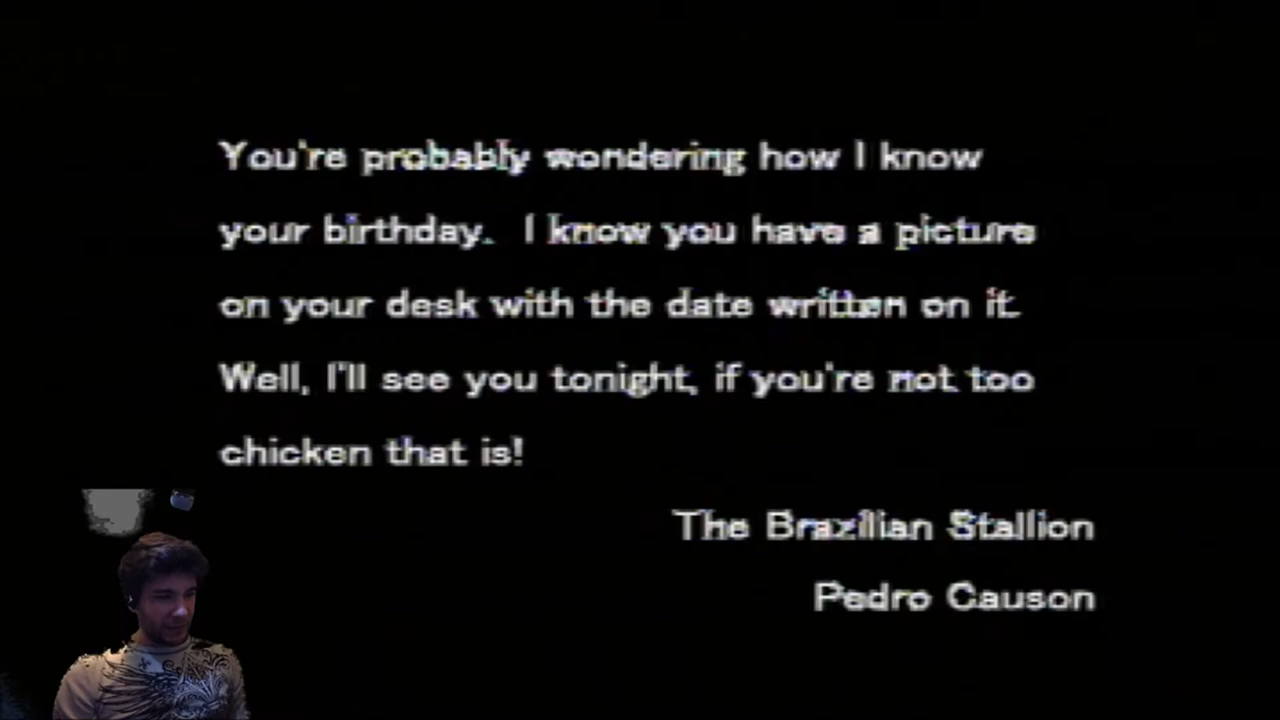 You're probably wondering how I know
your birthday.  I know you have a picture
on your desk with the date written on it.
Well, I'll see you tonight, if you're not too
chicken that is!
The Brazilian Stallion
Pedro Causon